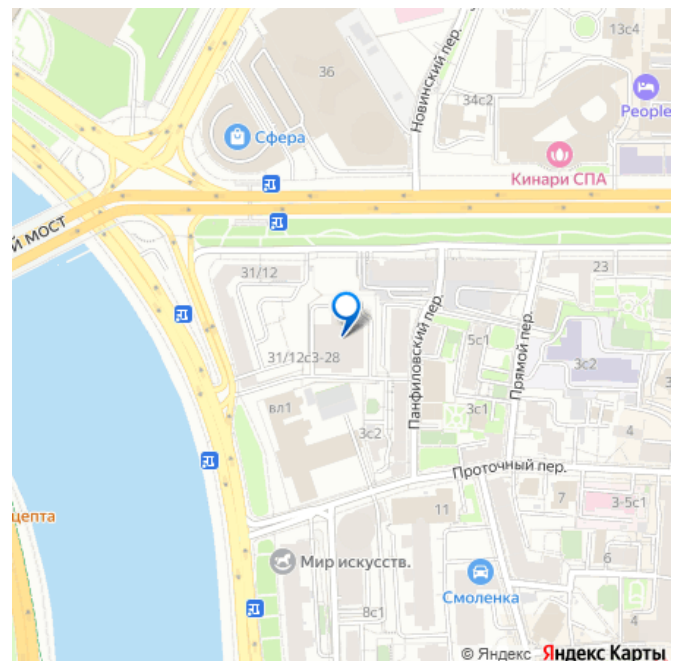 13с4
36
Новинский пер.
34с2
People
Сфера
Кинари СПА
й мост
31/12
23
Панфиловский пер.
Прямой пер.
5с1
31/12с3-28
3с2
вл1
3с1
3с2
4
Проточный пер.
7
3-5с1
цепта
11
Мир искусств.
6
Смоленка
8с1
4
© Яндекс Яндекс Карты